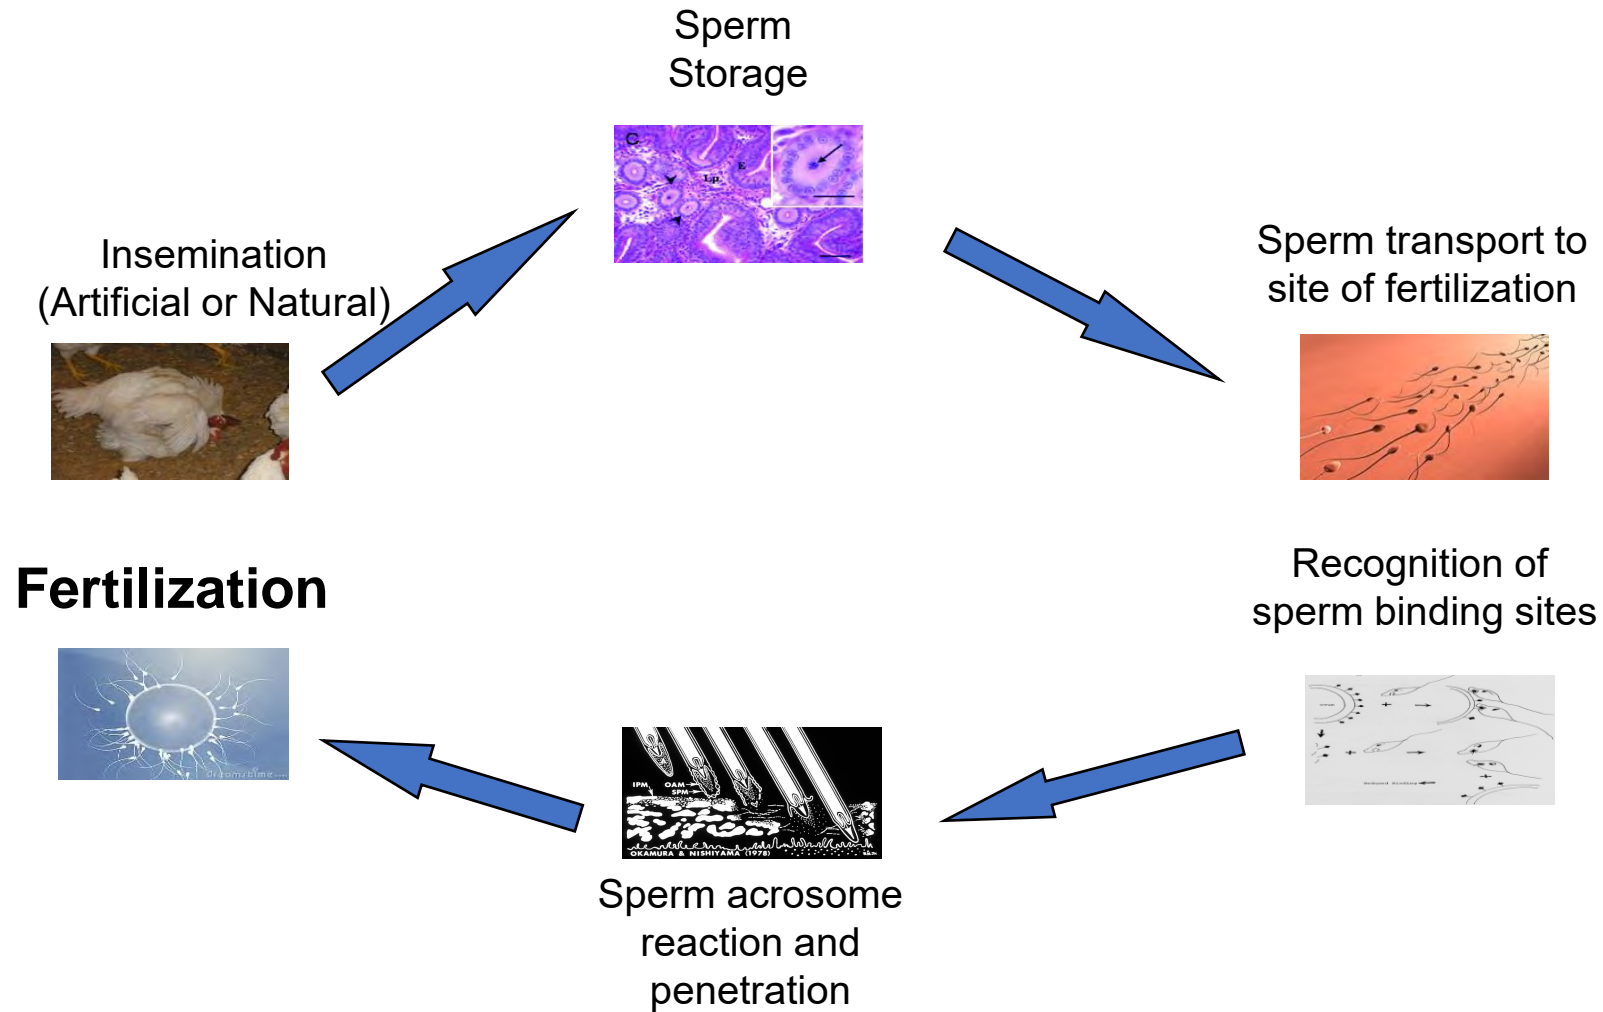 Sperm
Storage
C
E
Lp
Insemination
(Artificial or Natural)
Sperm transport to
site of fertilization
Fertilization
dreamstime
Recognition of
sperm binding sites
+
+
+
IPM
OAM
SPM
OKAMURA & NISHIYAMA (1978)
Sperm acrosome
reaction and
penetration